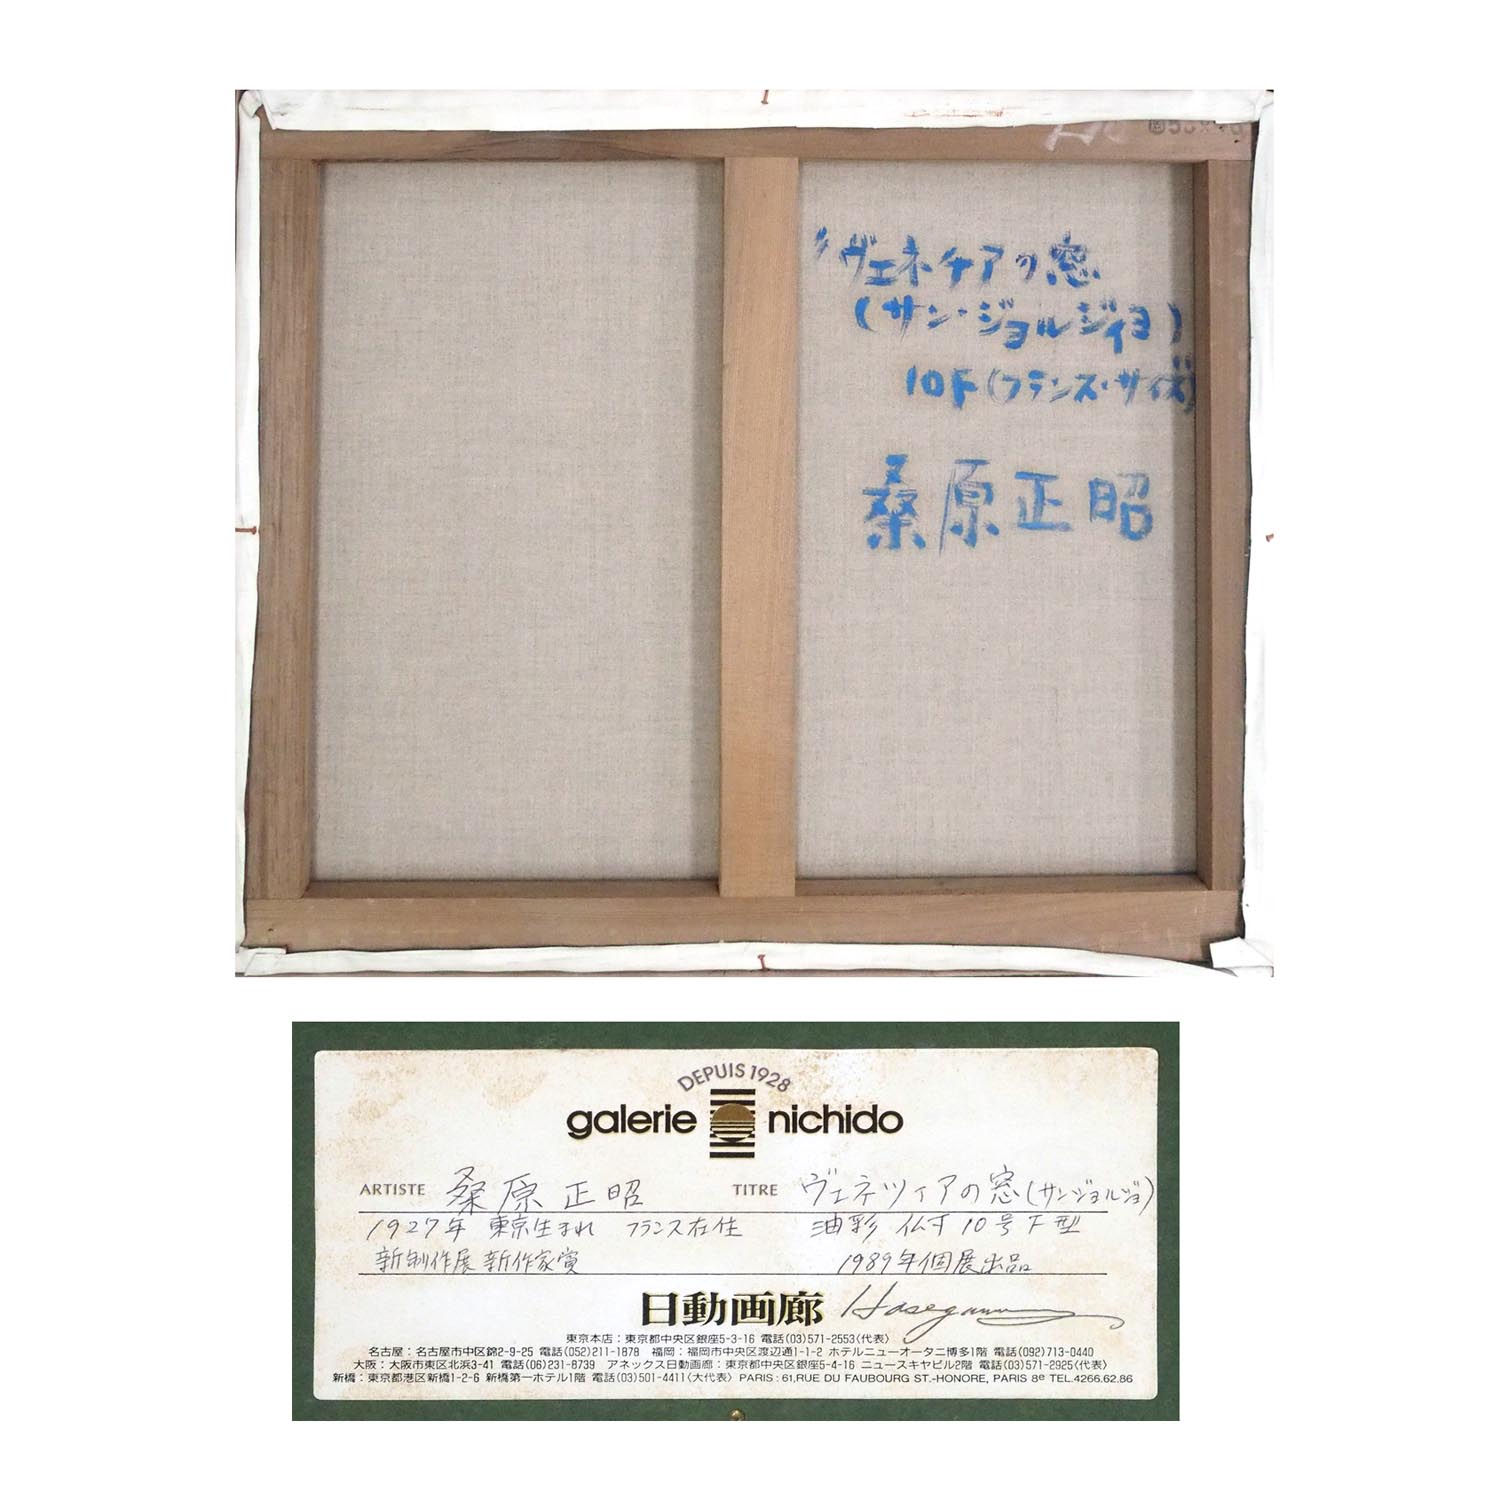 ヴェネチアの窓
(サン・ジョルジィヨ)
10F(フランス・サイズ)
桑原正昭
DEPUIS 1928
galerie nichido
ARTISTE 桑原正昭 TITRE ヴェネツィアの窓(サンジョルジョ)
1927年 東京生まれ フランス在住 油彩 仏寸10号F型
新制作展 新作家賞 1989年個展出品
日動画廊 Hasegawa
東京本店:東京都中央区銀座5-3-16 電話(03)571-2553〈代表〉
名古屋:名古屋市中区錦2-9-25 電話(052)211-1878 福岡:福岡市中央区渡辺通1-1-2 ホテルニューオータニ博多1階 電話(092)713-0440
大阪:大阪市東区北浜3-41 電話(06)231-8739 アネックス日動画廊:東京都中央区銀座5-4-16 ニュースキヤビル2階 電話(03)571-2925〈代表〉
新橋:東京都港区新橋1-2-6 新橋第一ホテル1階 電話(03)501-4411〈大代表〉 PARIS : 61,RUE DU FAUBOURG ST.-HONORE, PARIS 8e TEL.4266.62.86